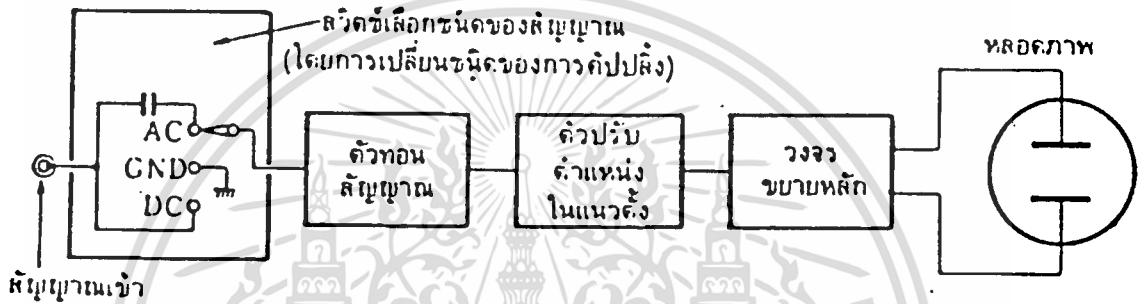 สวิตซ์เลือกชนิดของสัญญาณ
(โดยการเปลี่ยนชนิดของการคัปปลิ้ง)
หลอดภาพ
AC
GND
DC
ตัวทอน
สัญญาณ
ตัวปรับ
ตำแหน่ง
ในแนวตั้ง
วงจร
ขยายหลัก
สัญญาณเข้า